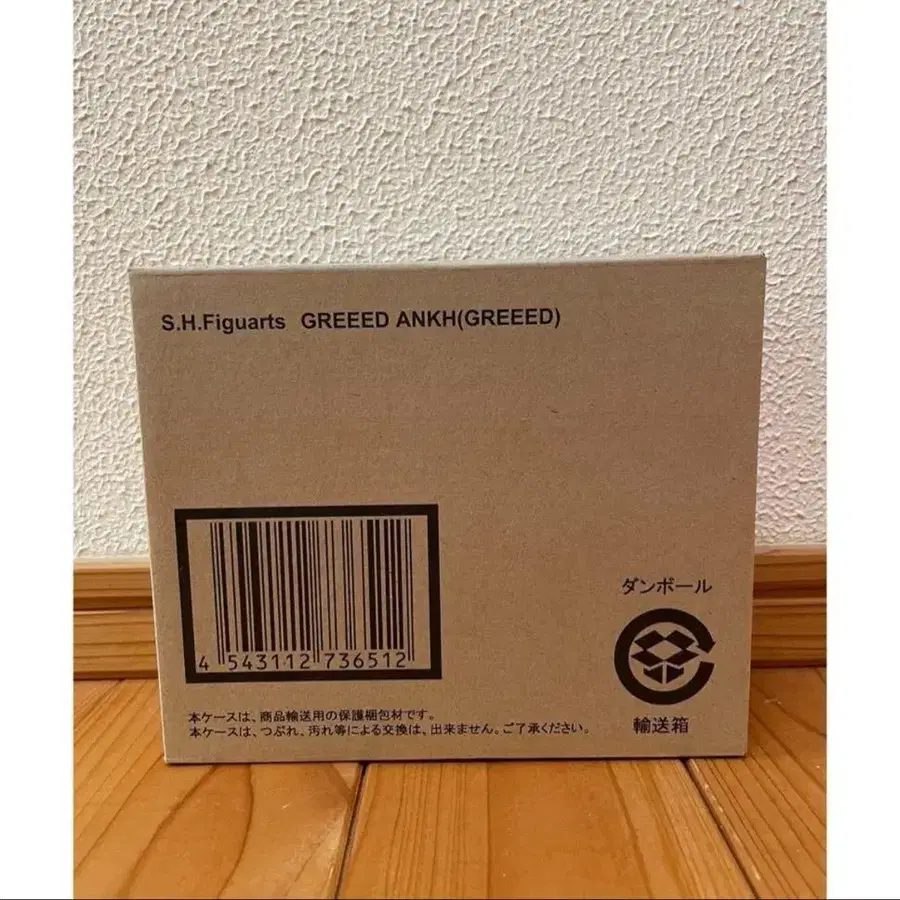 S.H.Figuarts GREEED ANKH(GREEED)
4 543112 736512
ダンボール
輸送箱
本ケースは、商品輸送用の保護梱包材です。
本ケースは、つぶれ、汚れ等による交換は、出来ません。ご了承ください。